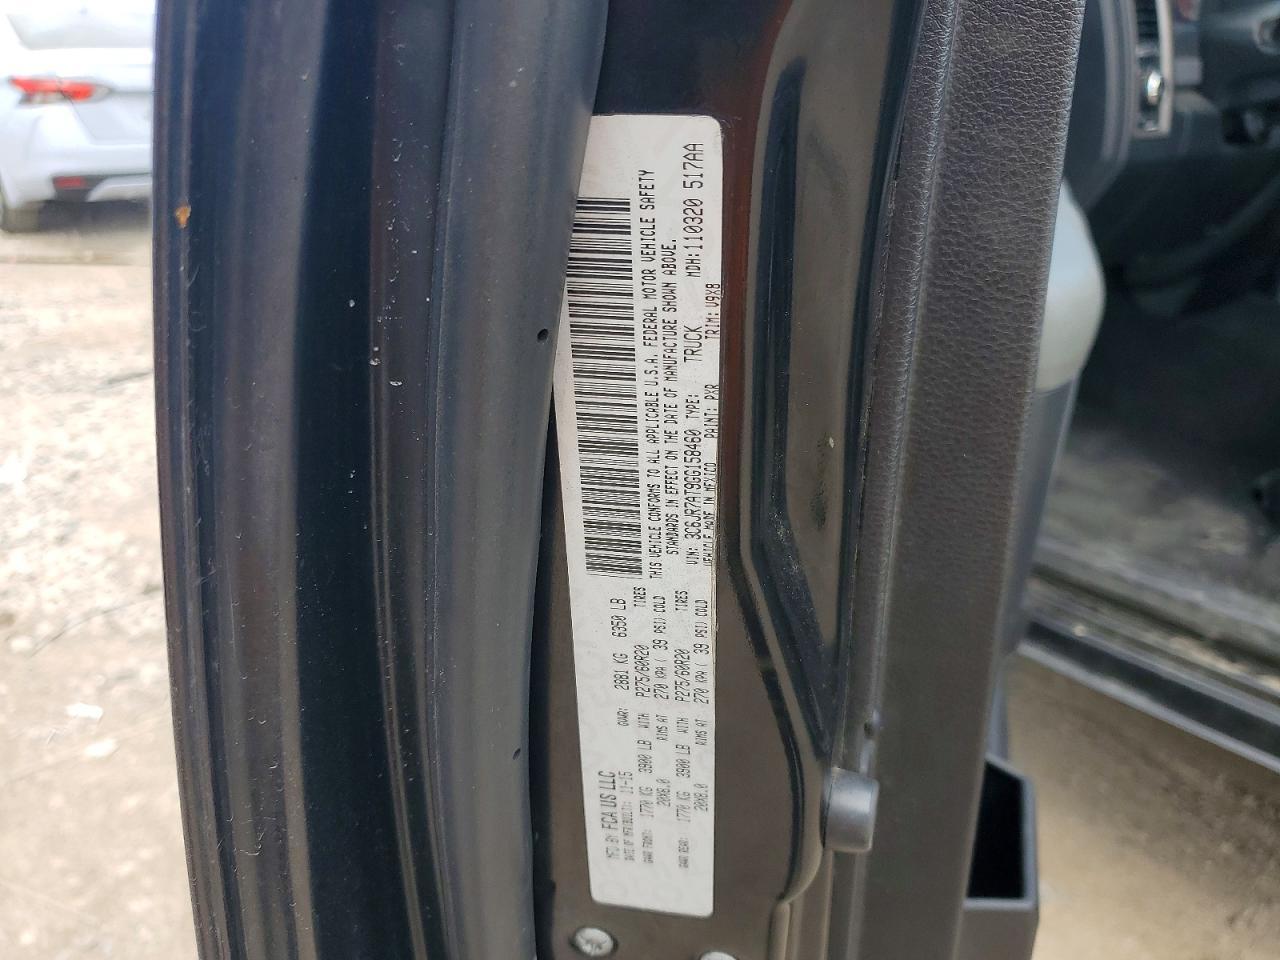 MFD BY FCA US LLC
DATE OF MFR(BUILT): 11-15 GVWR: 2881 KG 6350 LB
GAWR FRONT: 1770 KG 3900 LB WITH P275/60R20 TIRES
20X8.0 RIMS AT 270 KPA( 39 PSI) COLD
GAWR REAR: 1770 KG 3900 LB WITH P275/60R20 TIRES
20X8.0 RIMS AT 270 KPA( 39 PSI) COLD
THIS VEHICLE CONFORMS TO ALL APPLICABLE U.S.A. FEDERAL MOTOR VEHICLE SAFETY
STANDARDS IN EFFECT ON THE DATE OF MANUFACTURE SHOWN ABOVE.
VIN: 3C6JR7AT9GG158460 TYPE: TRUCK MDH:110320 517AA
VEHICLE MADE IN MEXICO PAINT: PXR TRIM: V9X8